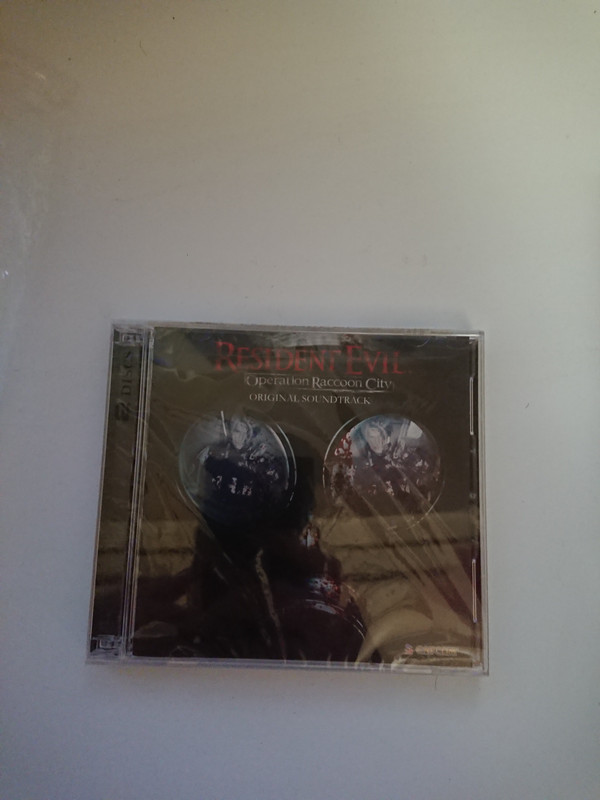 RESIDENT EVIL
Operation Raccoon City
ORIGINAL SOUNDTRACK